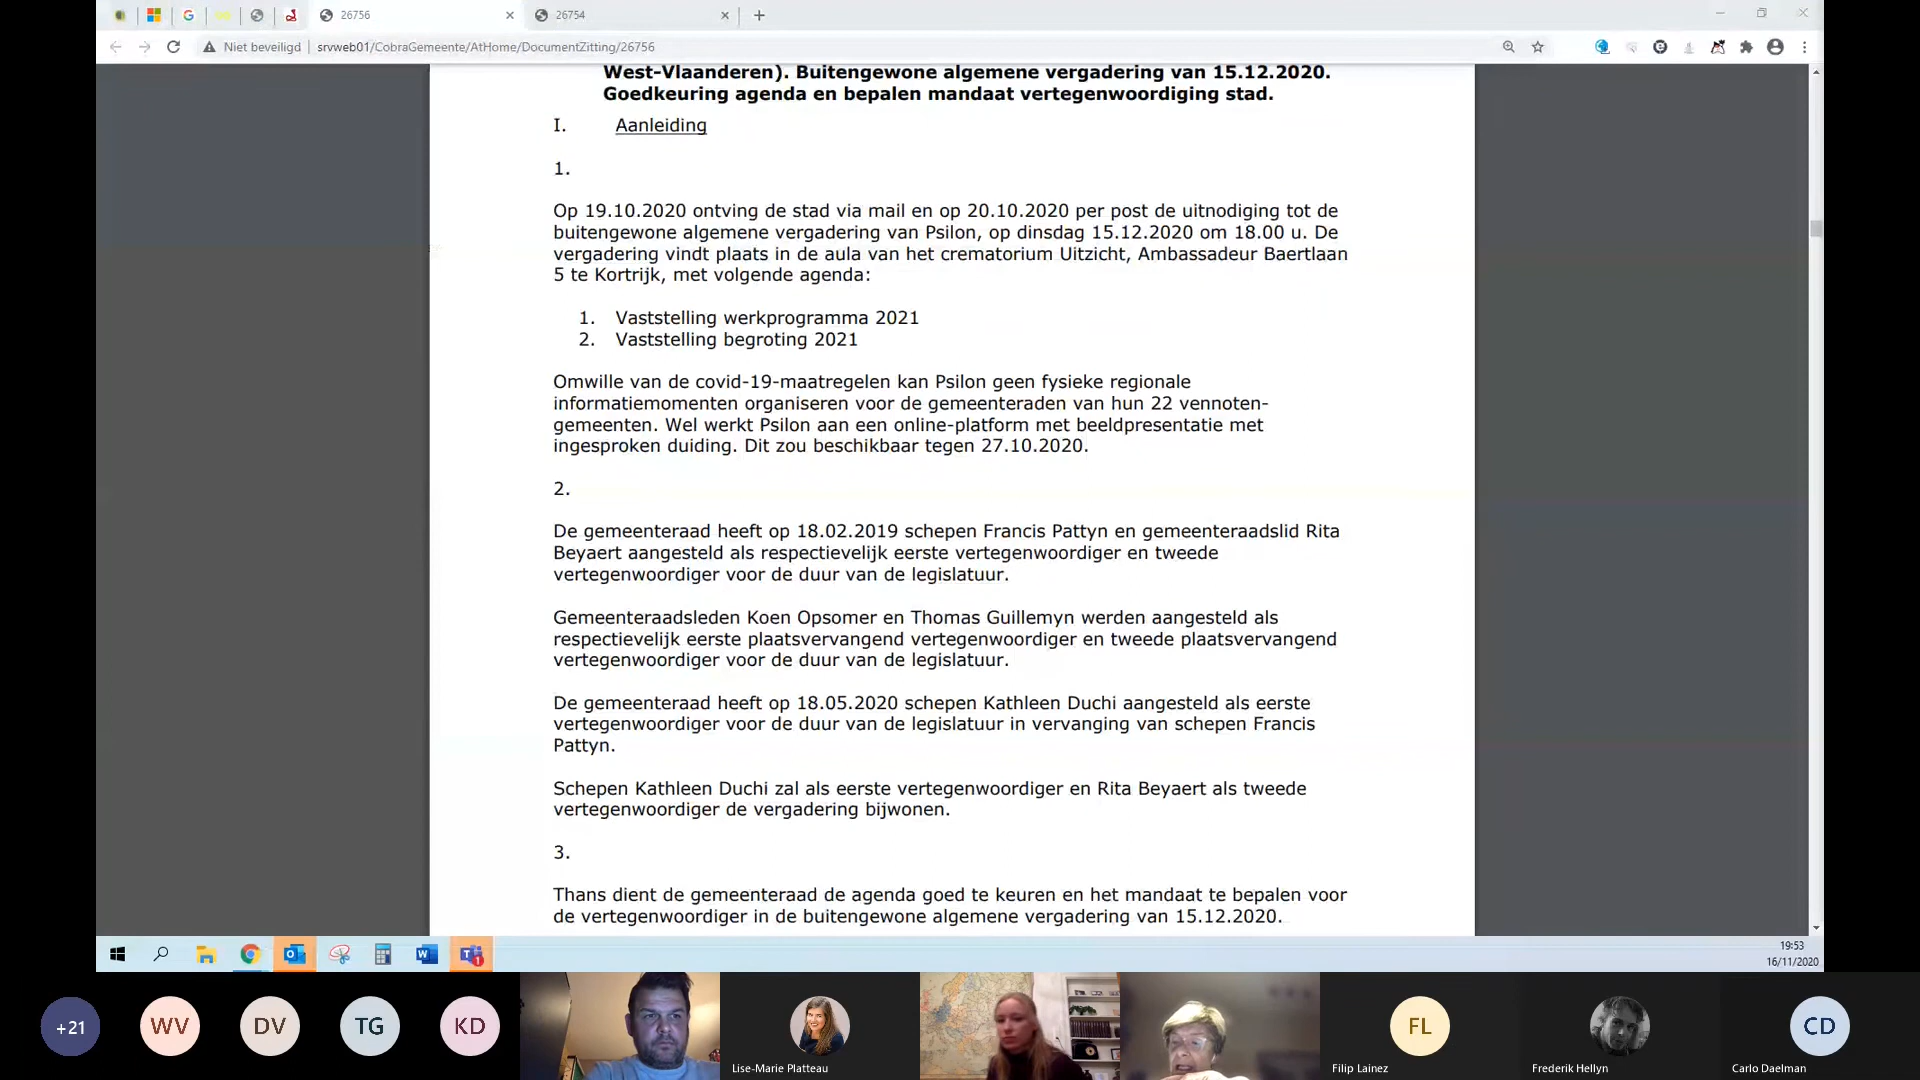 26756
26754
Niet beveiligd
srvweb01/CobraGemeente/AtHome/DocumentZitting/26756
West-Vlaanderen). Buitengewone algemene vergadering van 15.12.2020.
Goedkeuring agenda en bepalen mandaat vertegenwoordiging stad.
I. Aanleiding
1.
Op 19.10.2020 ontving de stad via mail en op 20.10.2020 per post de uitnodiging tot de
buitengewone algemene vergadering van Psilon, op dinsdag 15.12.2020 om 18.00 u. De
vergadering vindt plaats in de aula van het crematorium Uitzicht, Ambassadeur Baertlaan
5 te Kortrijk, met volgende agenda:
1. Vaststelling werkprogramma 2021
2. Vaststelling begroting 2021
Omwille van de covid-19-maatregelen kan Psilon geen fysieke regionale
informatiemomenten organiseren voor de gemeenteraden van hun 22 vennoten-
gemeenten. Wel werkt Psilon aan een online-platform met beeldpresentatie met
ingesproken duiding. Dit zou beschikbaar tegen 27.10.2020.
2.
De gemeenteraad heeft op 18.02.2019 schepen Francis Pattyn en gemeenteraadslid Rita
Beyaert aangesteld als respectievelijk eerste vertegenwoordiger en tweede
vertegenwoordiger voor de duur van de legislatuur.
Gemeenteraadsleden Koen Opsomer en Thomas Guillemyn werden aangesteld als
respectievelijk eerste plaatsvervangend vertegenwoordiger en tweede plaatsvervangend
vertegenwoordiger voor de duur van de legislatuur.
De gemeenteraad heeft op 18.05.2020 schepen Kathleen Duchi aangesteld als eerste
vertegenwoordiger voor de duur van de legislatuur in vervanging van schepen Francis
Pattyn.
Schepen Kathleen Duchi zal als eerste vertegenwoordiger en Rita Beyaert als tweede
vertegenwoordiger de vergadering bijwonen.
3.
Thans dient de gemeenteraad de agenda goed te keuren en het mandaat te bepalen voor
de vertegenwoordiger in de buitengewone algemene vergadering van 15.12.2020.
19:53
16/11/2020
+21
WV
DV
TG
KD
Lise-Marie Platteau
FL
Filip Lainez
Frederik Hellyn
CD
Carlo Daelman